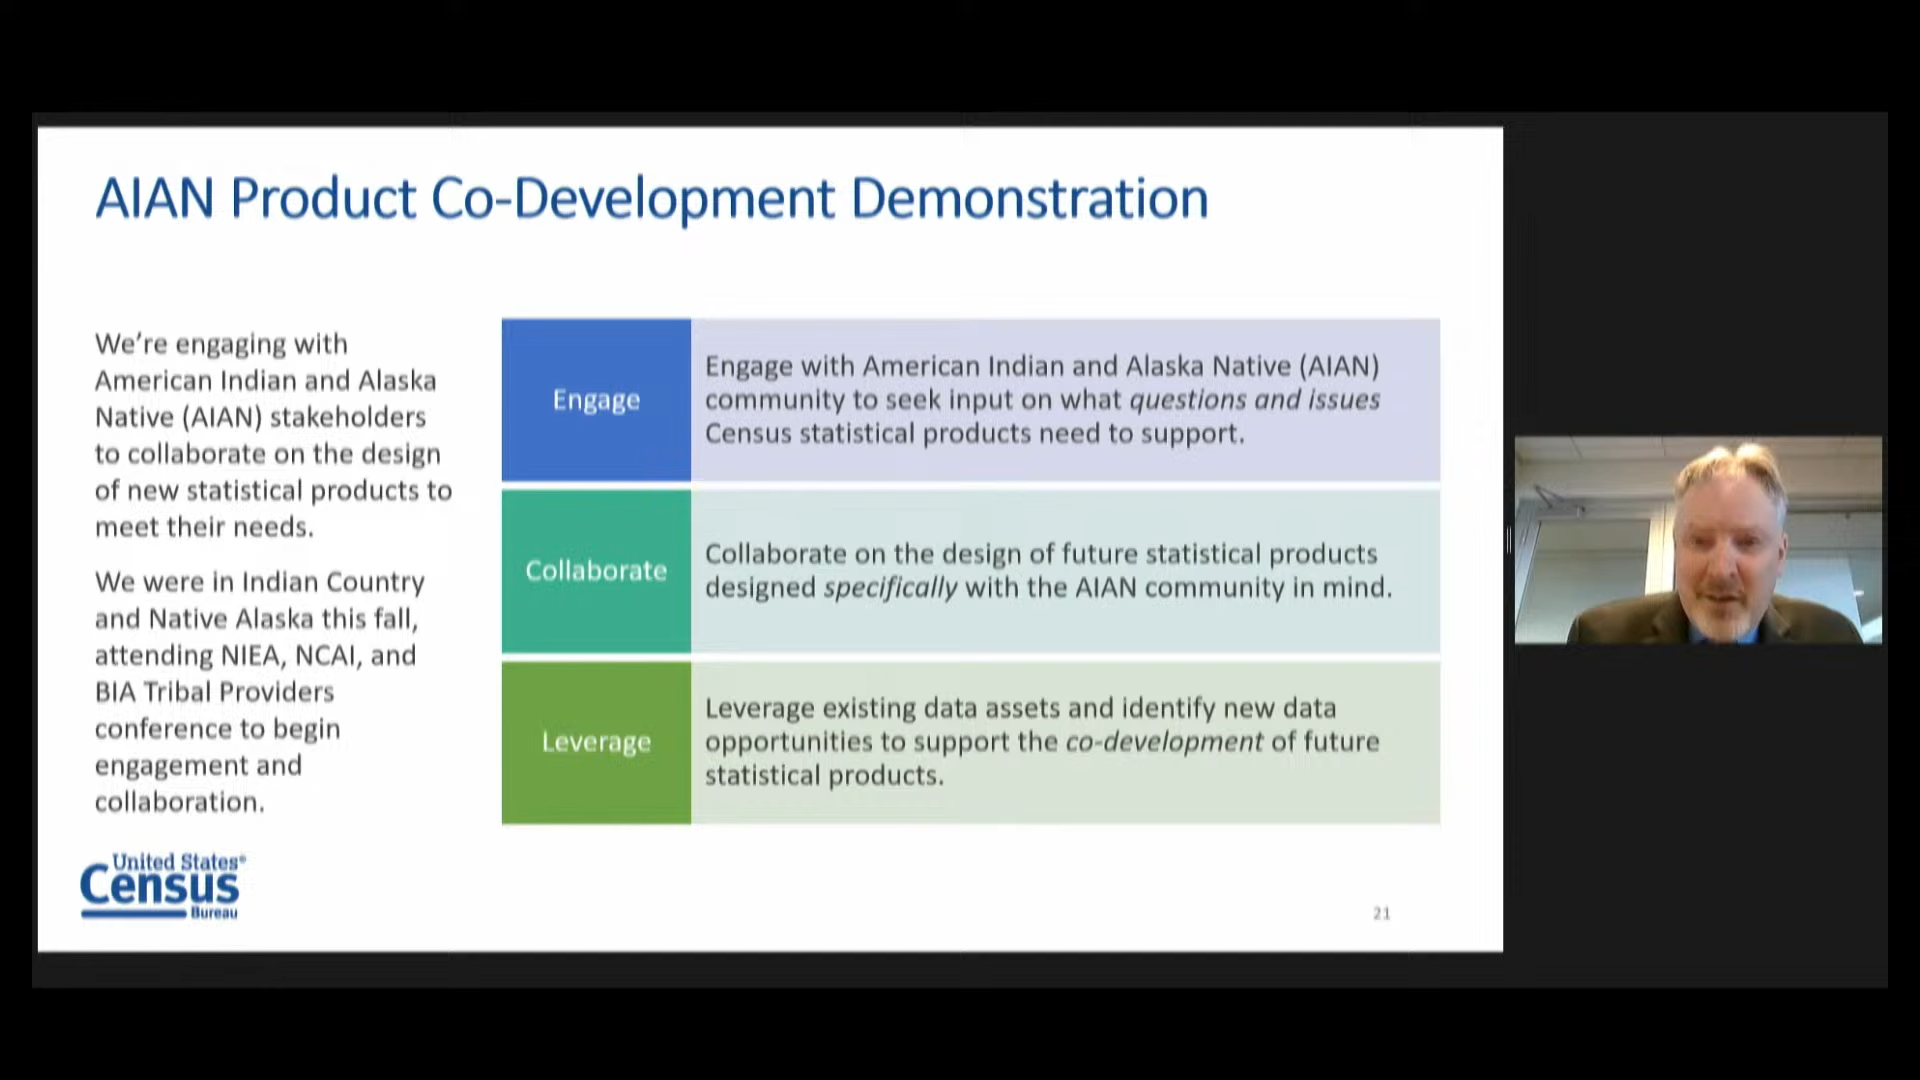 AIAN Product Co-Development Demonstration
We’re engaging with
American Indian and Alaska
Native (AIAN) stakeholders
to collaborate on the design
of new statistical products to
meet their needs.
We were in Indian Country
and Native Alaska this fall,
attending NIEA, NCAI, and
BIA Tribal Providers
conference to begin
engagement and
collaboration.
Engage
Engage with American Indian and Alaska Native (AIAN)
community to seek input on what questions and issues
Census statistical products need to support.
Collaborate
Collaborate on the design of future statistical products
designed specifically with the AIAN community in mind.
Leverage
Leverage existing data assets and identify new data
opportunities to support the co-development of future
statistical products.
United States®
Census
Bureau
21